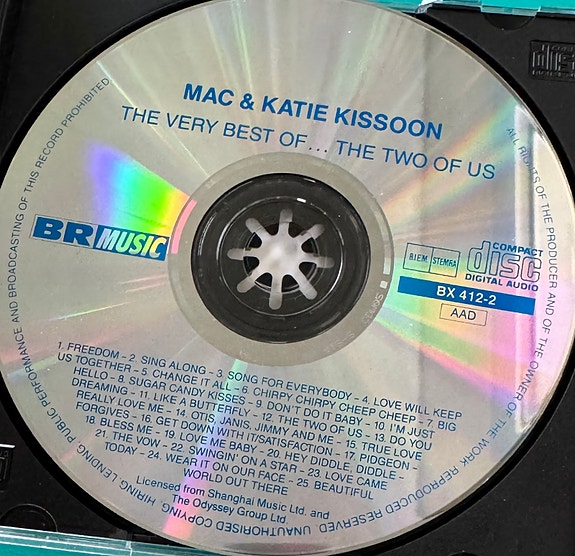 MAC & KATIE KISSOON
THE VERY BEST OF... THE TWO OF US
BR MUSIC
B.I.E.M. STEMRA
COMPACT
disc
DIGITAL AUDIO
BX 412-2
AAD
1. FREEDOM - 2. SING ALONG - 3. SONG FOR EVERYBODY - 4. LOVE WILL KEEP
US TOGETHER - 5 CHANGE IT ALL - 6. CHIRPY CHIRPY CHEEP CHEEP - 7. BIG
HELLO - 8. SUGAR CANDY KISSES - 9. DON'T DO IT BABY - 10. I'M JUST
DREAMING - 11. LIKE A BUTTERFLY - 12. THE TWO OF US - 13. DO YOU
REALLY LOVE ME - 14. OTIS, JANIS, JIMMY AND ME - 15. TRUE LOVE
FORGIVES - 16. GET DOWN WITH IT/SATISFACTION - 17. PIDGEON -
18. BLESS ME - 19. LOVE ME BABY - 20. HEY DIDDLE, DIDDLE -
21. THE VOW - 22. SWINGIN' ON A STAR - 23. LOVE CAME
TODAY - 24. WEAR IT ON OUR FACE - 25 BEAUTIFUL
WORLD OUT THERE
Licensed from Shanghai Music Ltd. and
The Odyssey Group Ltd.
ALL RIGHTS OF THE PRODUCER AND OF THE OWNER OF THE WORK REPRODUCED RESERVED. UNAUTHORISED COPYING, HIRING, LENDING, PUBLIC PERFORMANCE AND BROADCASTING OF THIS RECORD PROHIBITED